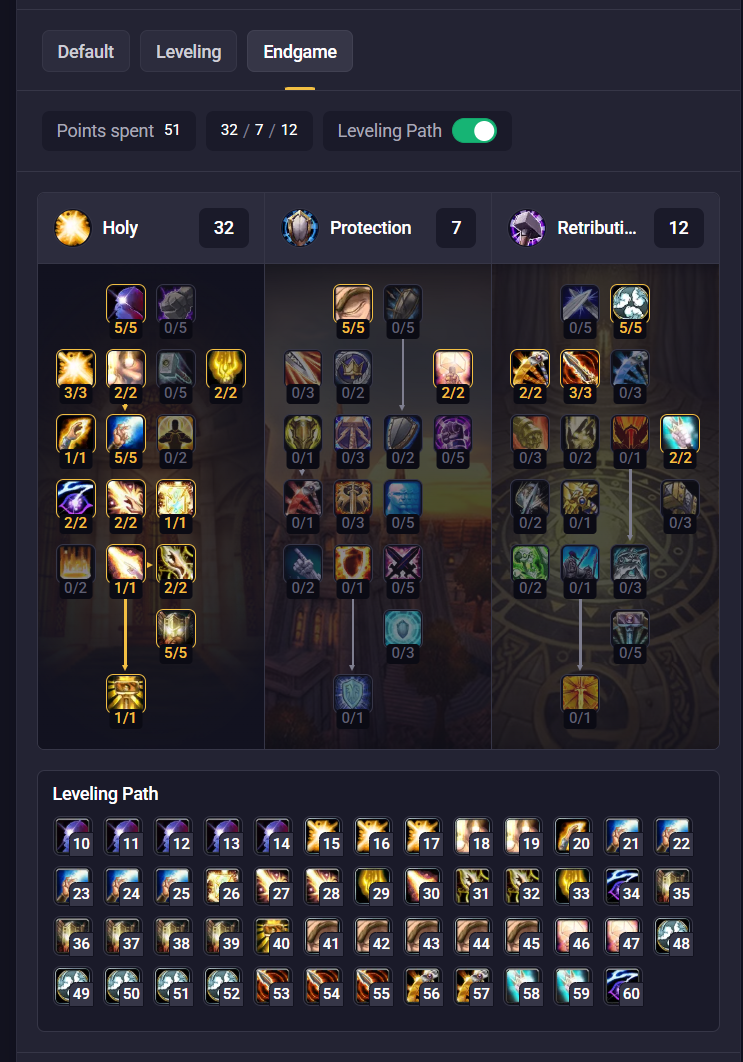 Default Leveling Endgame
Points spent 51 32 / 7 / 12 Leveling Path
Holy 32 Protection 7 Retributi... 12
5/5 0/5 5/5 0/5 0/5 5/5
3/3 2/2 0/5 2/2 0/3 0/2 2/2 2/2 3/3 0/3
1/1 5/5 0/2 0/1 0/3 0/2 0/5 0/3 0/2 0/1 2/2
2/2 2/2 1/1 0/1 0/3 0/5 0/2 0/1 0/3
0/2 1/1 2/2 0/2 0/1 0/5 0/2 0/1 0/3
5/5 0/3 0/5
1/1 0/1 0/1
Leveling Path
10 11 12 13 14 15 16 17 18 19 20 21 22
23 24 25 26 27 28 29 30 31 32 33 34 35
36 37 38 39 40 41 42 43 44 45 46 47 48
49 50 51 52 53 54 55 56 57 58 59 60